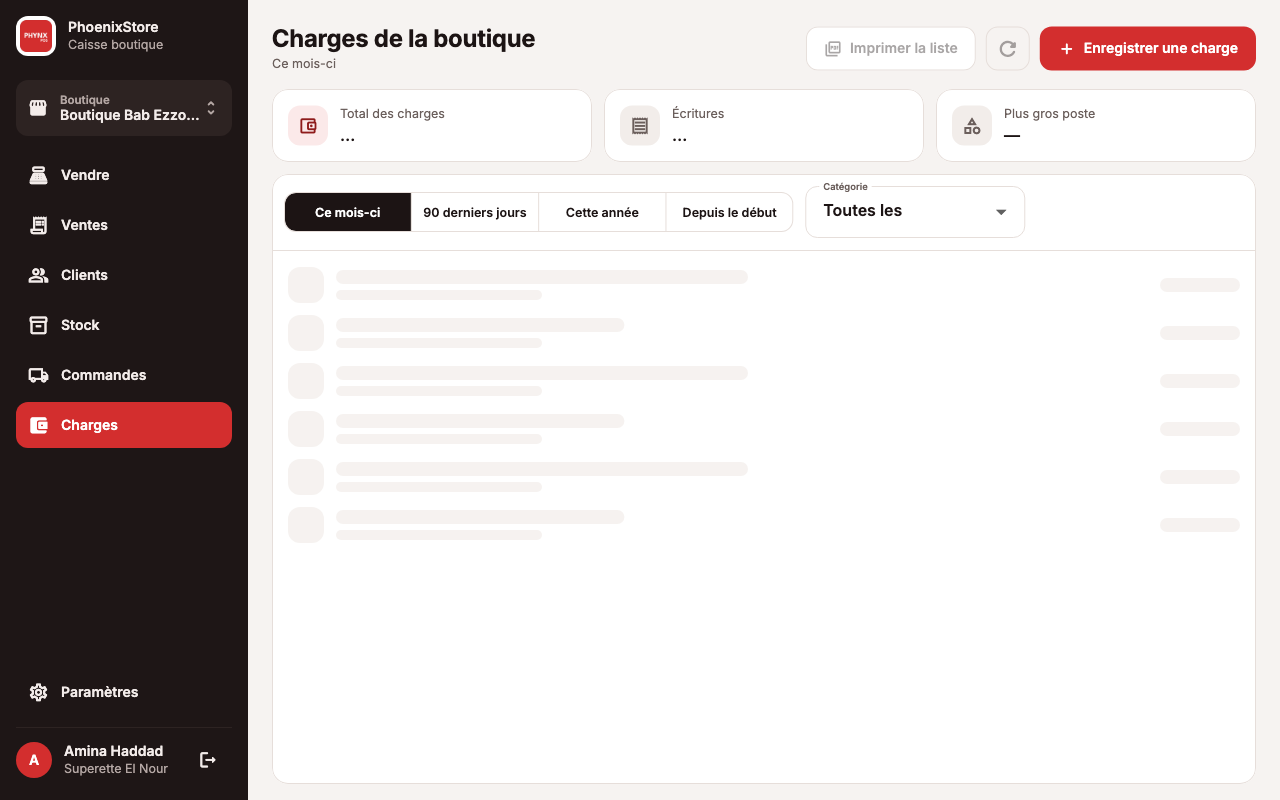 PHYNX
POS
PhoenixStore
Caisse boutique
Boutique
Boutique Bab Ezzo...
Vendre
Ventes
Clients
Stock
Commandes
Charges
Paramètres
A
Amina Haddad
Superette El Nour
Charges de la boutique
Ce mois-ci
PDF
Imprimer la liste
Enregistrer une charge
Total des charges
...
Écritures
...
Plus gros poste
—
Ce mois-ci
90 derniers jours
Cette année
Depuis le début
Catégorie
Toutes les